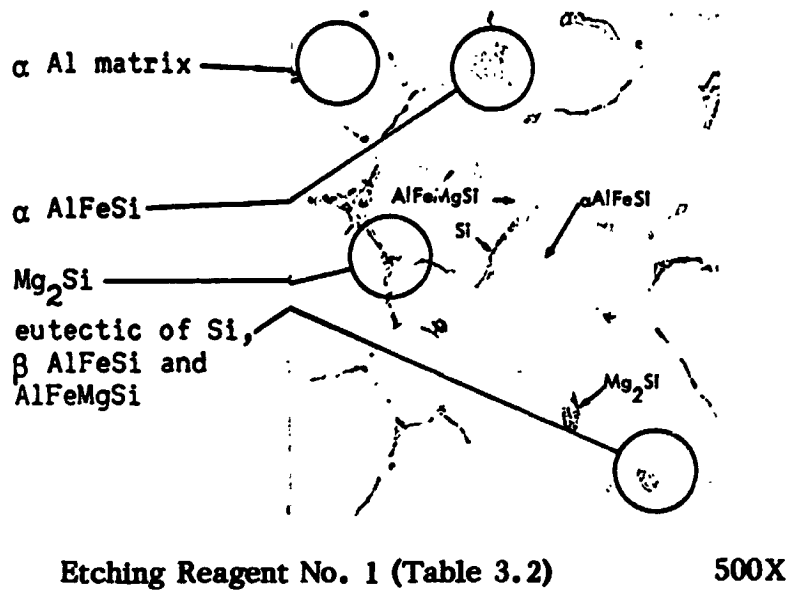 α Al matrix
α AlFeSi
Mg₂Si
eutectic of Si,
β AlFeSi and
AlFeMgSi
AlFeMgSi
αAlFeSi
Si
Mg₂Si
Etching Reagent No. 1 (Table 3.2) 500X